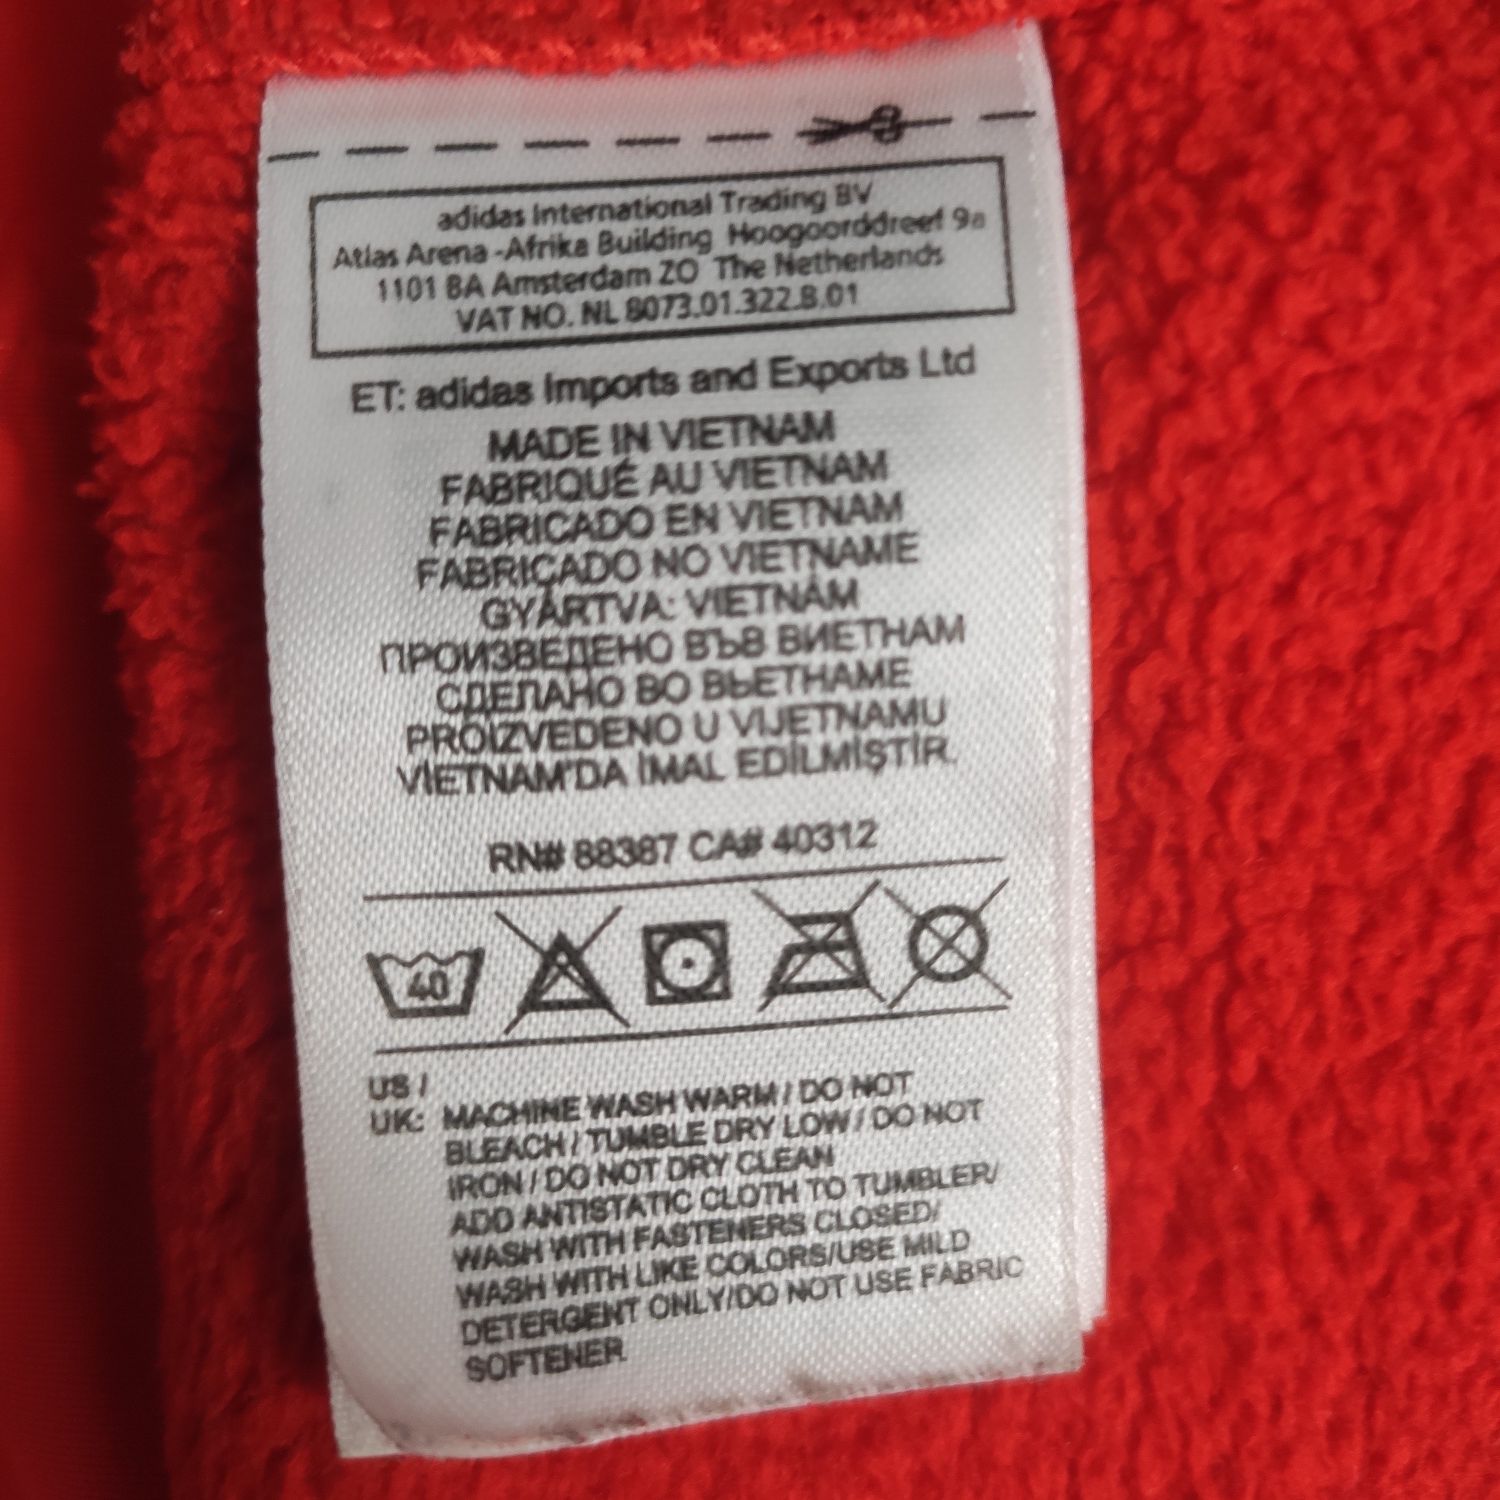 adidas International Trading BV
Atlas Arena -Afrika Building Hoogoorddreef 9a
1101 BA Amsterdam ZO The Netherlands
VAT NO. NL 8073.01.322.B.01
ET: adidas Imports and Exports Ltd
MADE IN VIETNAM
FABRIQUÉ AU VIETNAM
FABRICADO EN VIETNAM
FABRICADO NO VIETNAME
GYÁRTVA: VIETNÁM
ПРОИЗВЕДЕНО ВЪВ ВИЕТНАМ
СДЕЛАНО ВО ВЬЕТНАМЕ
PROIZVEDENO U VIJETNAMU
VİETNAM'DA İMAL EDİLMİŞTİR.
RN# 88387 CA# 40312
40
US /
UK: MACHINE WASH WARM / DO NOT
BLEACH / TUMBLE DRY LOW / DO NOT
IRON / DO NOT DRY CLEAN
ADD ANTISTATIC CLOTH TO TUMBLER/
WASH WITH FASTENERS CLOSED/
WASH WITH LIKE COLORS/USE MILD
DETERGENT ONLY/DO NOT USE FABRIC
SOFTENER.